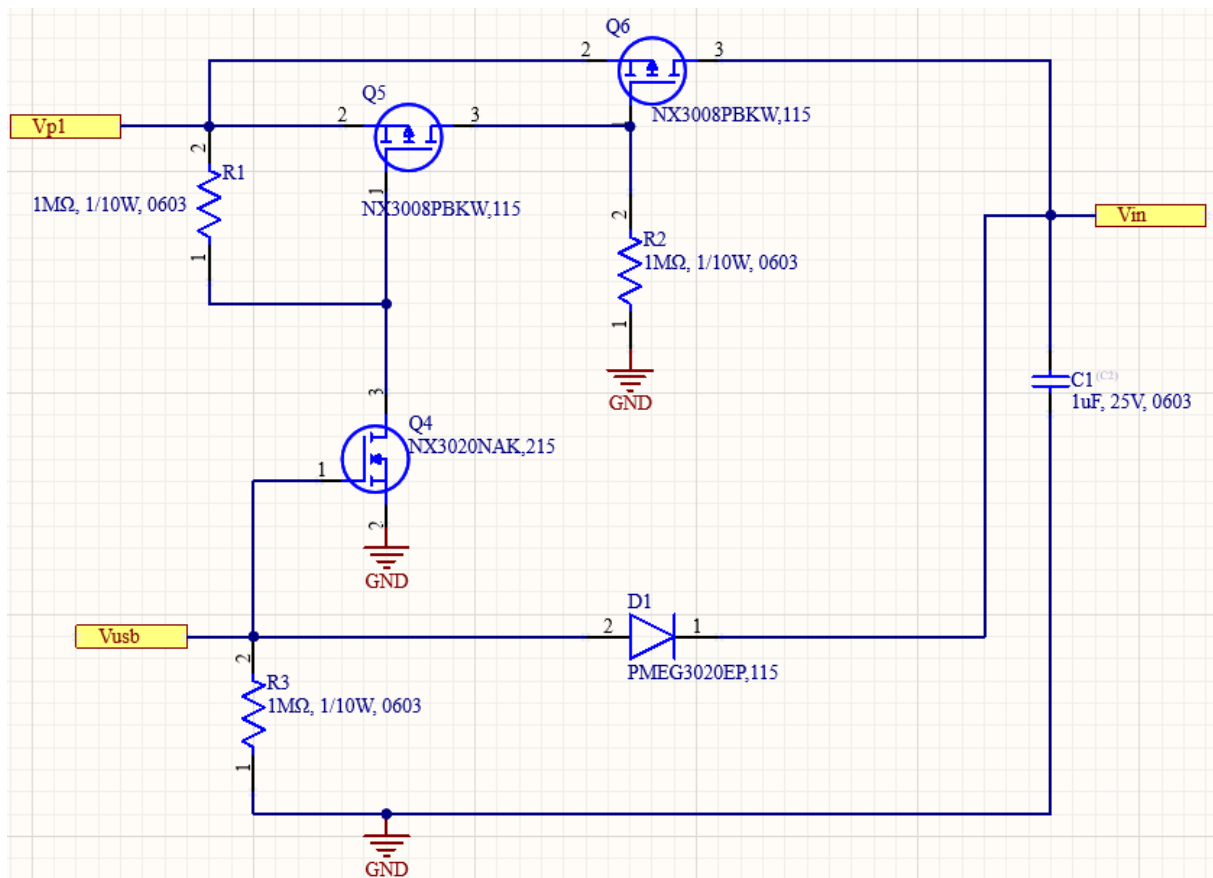 Q6
2
3
NX3008PBKW,115
Q5
2
3
Vp1
2
R1
1MΩ, 1/10W, 0603
1
1
NX3008PBKW,115
Vin
2
R2
1MΩ, 1/10W, 0603
1
GND
C1 (C2)
1uF, 25V, 0603
3
Q4
NX3020NAK,215
1
2
GND
D1
Vusb
2
1
PMEG3020EP,115
2
R3
1MΩ, 1/10W, 0603
1
GND